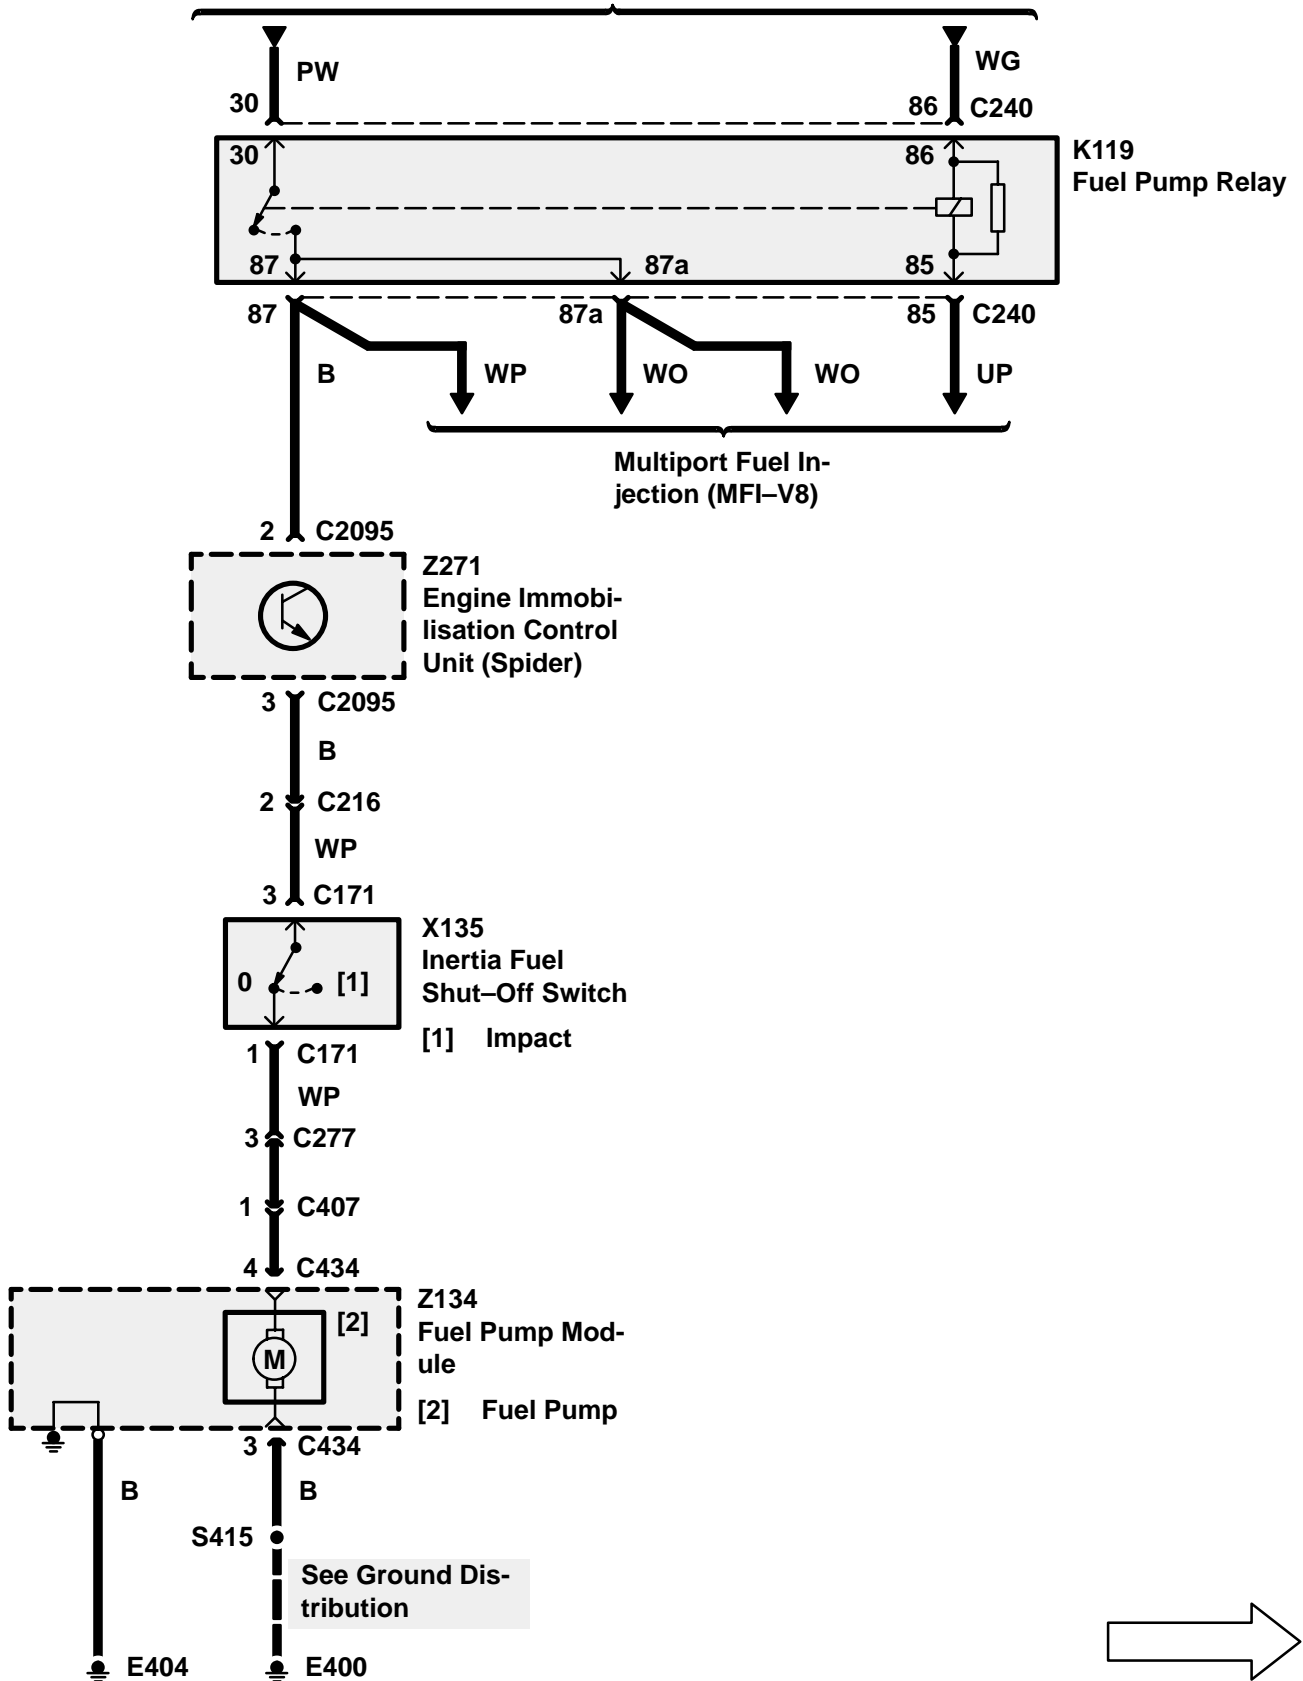 PW
WG
30
86 C240
30
86
K119
Fuel Pump Relay
87
87a
85
87
87a
85 C240
B
WP
WO
WO
UP
Multiport Fuel In-
jection (MFI–V8)
2 C2095
Z271
Engine Immobi-
lisation Control
Unit (Spider)
3 C2095
B
2 C216
WP
3 C171
X135
Inertia Fuel
Shut–Off Switch
0 [1]
[1] Impact
1 C171
WP
3 C277
1 C407
4 C434
Z134
Fuel Pump Mod-
ule
[2]
M
[2] Fuel Pump
3 C434
B
B
S415
See Ground Dis-
tribution
E404
E400